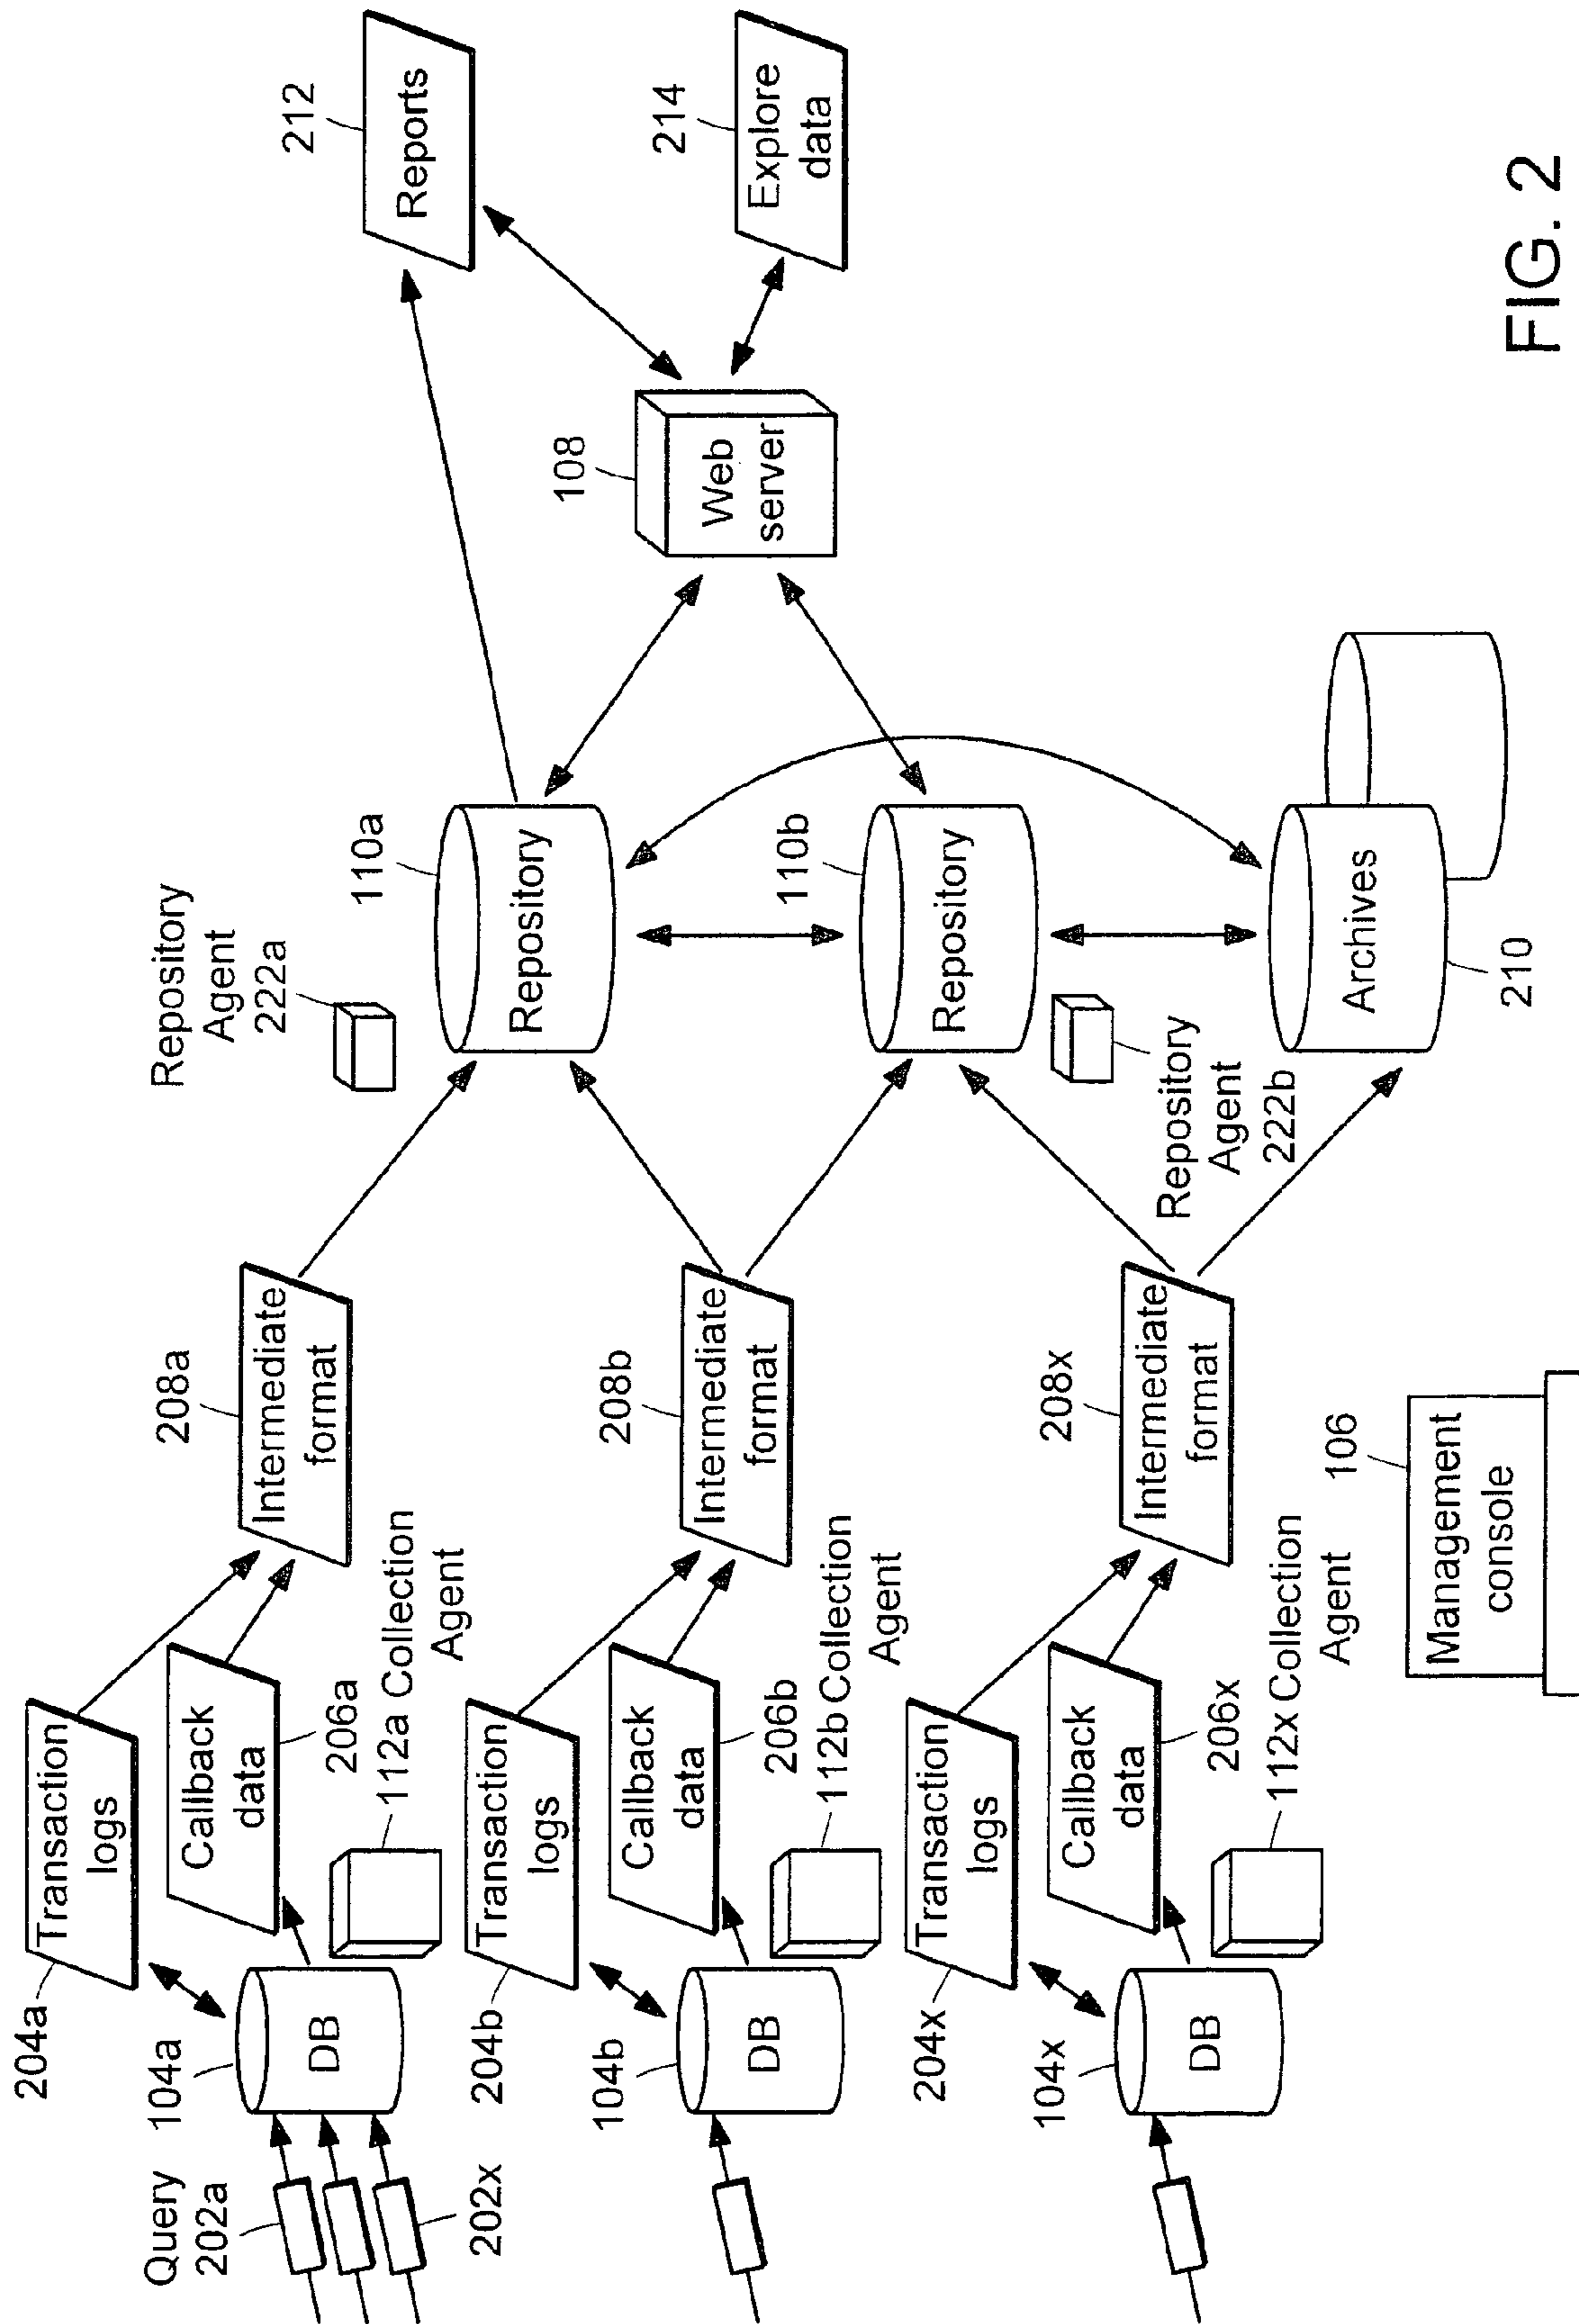 204a
Transaction
logs
Query
202a
104a
DB
202x
Callback
data
206a
112a Collection
Agent
208a
Intermediate
format
Repository
Agent
222a
110a
Repository
212
Reports
204b
Transaction
logs
104b
DB
Callback
data
206b
112b Collection
Agent
208b
Intermediate
format
108
Web
server
214
Explore
data
110b
Repository
Repository
Agent
222b
204x
Transaction
logs
104x
DB
Callback
data
206x
112x Collection
Agent
208x
Intermediate
format
Archives
210
106
Management
console
FIG. 2